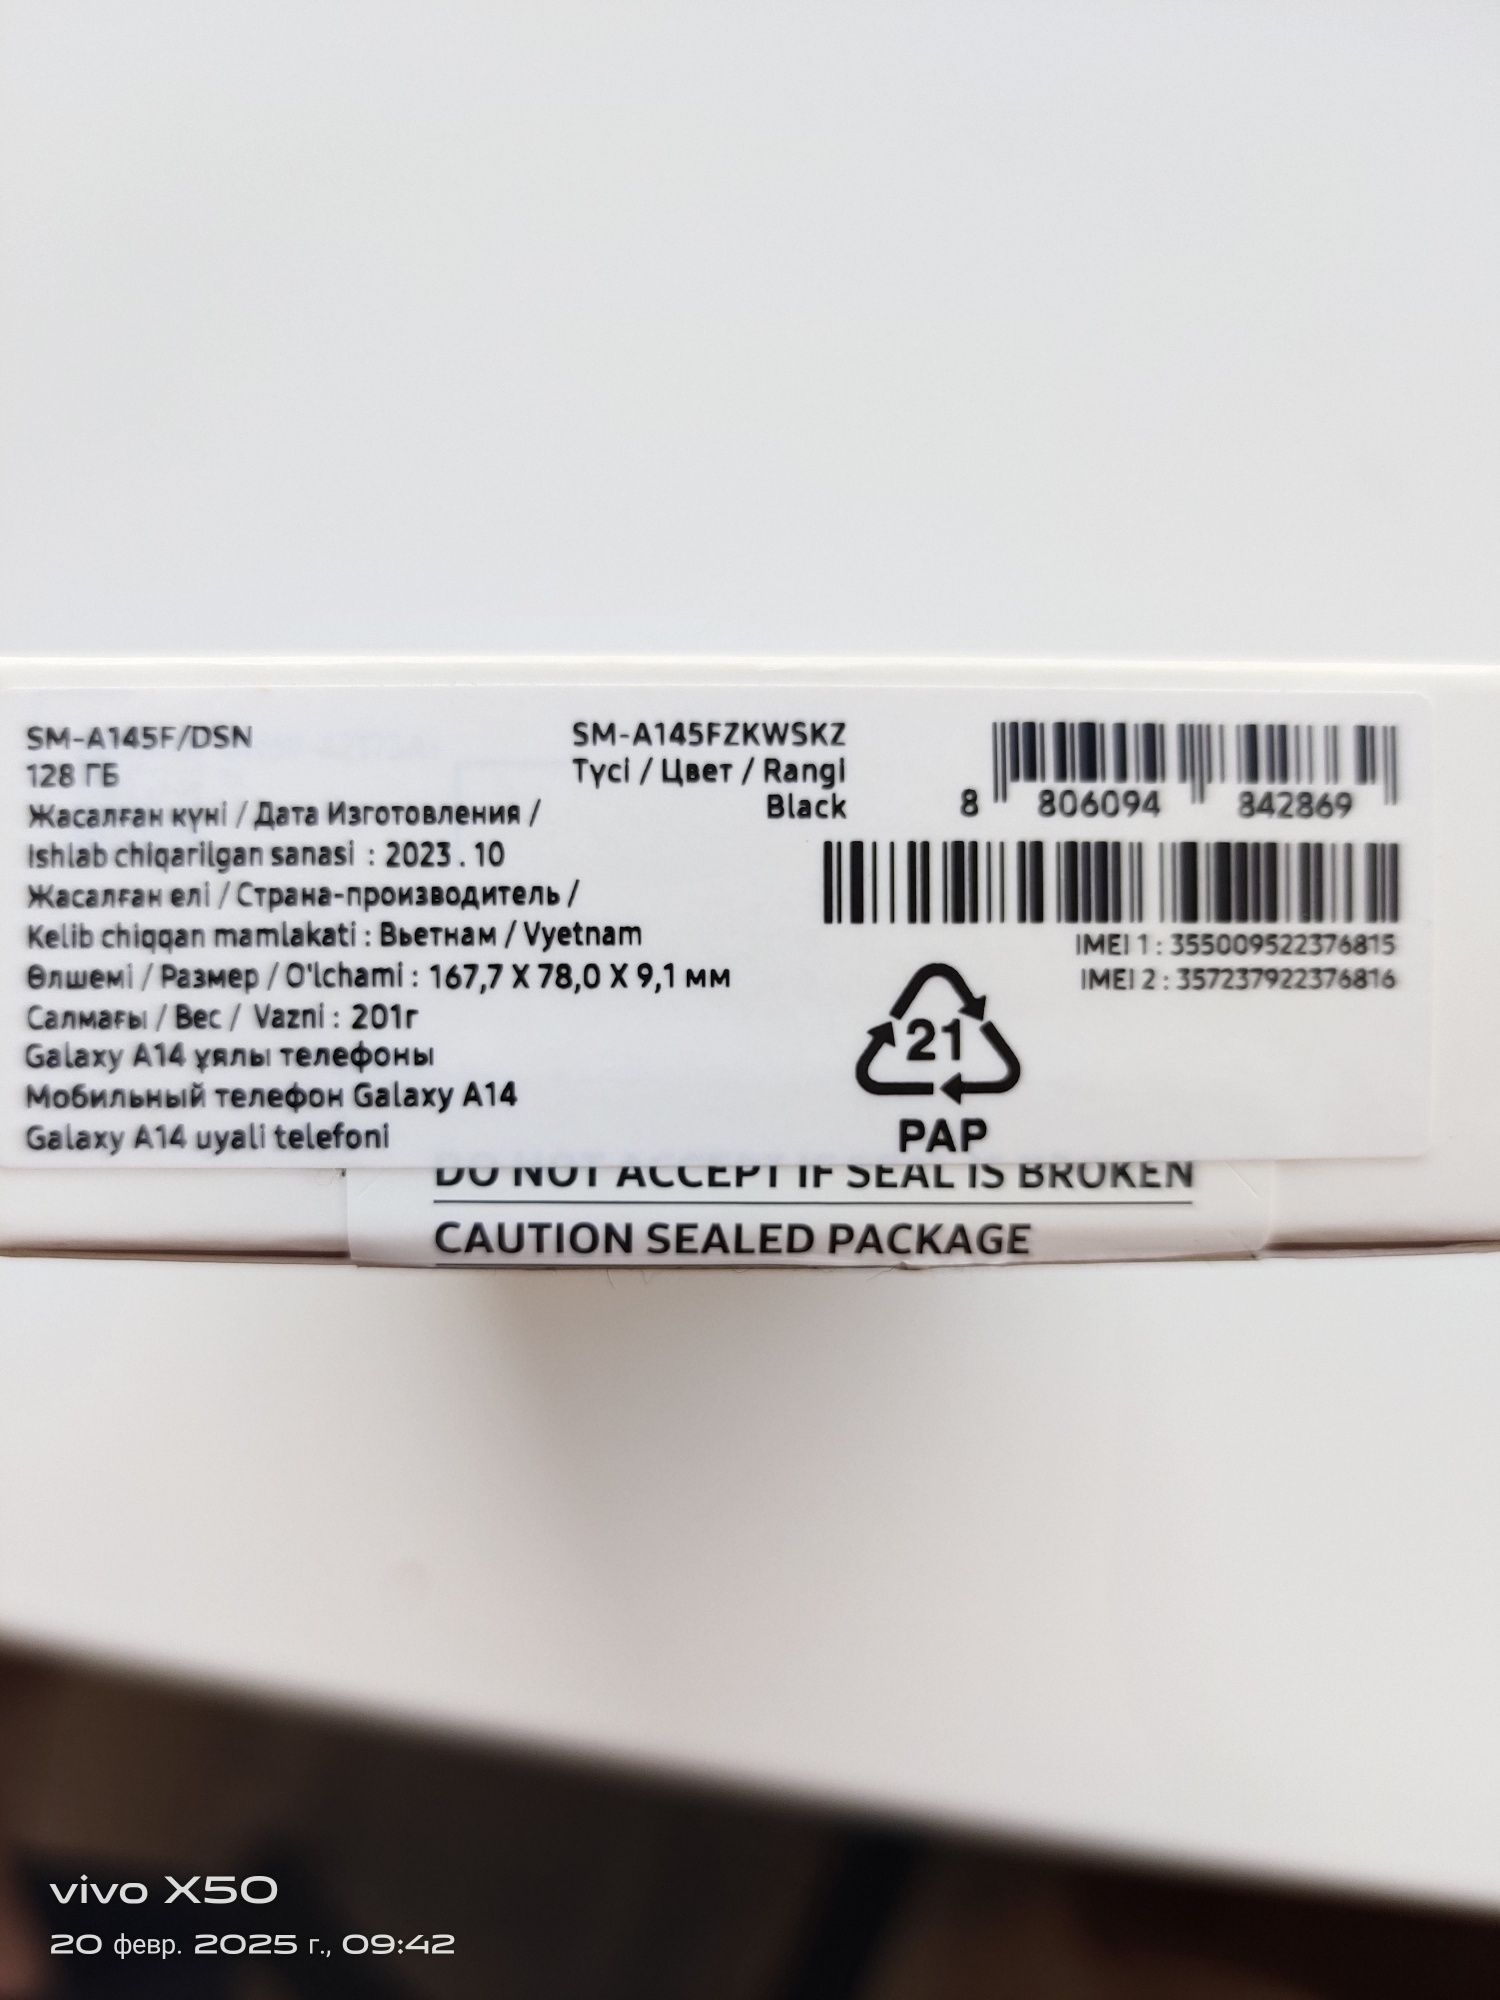 SM-A145F/DSN
128 ГБ
Жасалған күні / Дата Изготовления /
Ishlab chiqarilgan sanasi : 2023 . 10
Жасалған елі / Страна-производитель /
Kelib chiqqan mamlakati : Вьетнам / Vyetnam
Өлшемі / Размер / O'lchami : 167,7 X 78,0 X 9,1 мм
Салмағы / Вес / Vazni : 201г
Galaxy A14 ұялы телефоны
Мобильный телефон Galaxy A14
Galaxy A14 uyali telefoni
SM-A145FZKWSKZ
Түсі / Цвет / Rangi
Black
8 806094 842869
IMEI 1 : 355009522376815
IMEI 2 : 357237922376816
21
PAP
DO NOT ACCEPT IF SEAL IS BROKEN
CAUTION SEALED PACKAGE
vivo X50
20 февр. 2025 г., 09:42